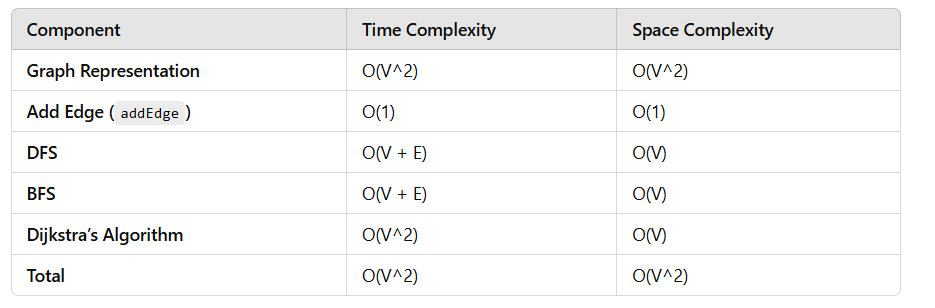 Component Time Complexity Space Complexity
Graph Representation O(V^2) O(V^2)
Add Edge (addEdge) O(1) O(1)
DFS O(V + E) O(V)
BFS O(V + E) O(V)
Dijkstra’s Algorithm O(V^2) O(V)
Total O(V^2) O(V^2)